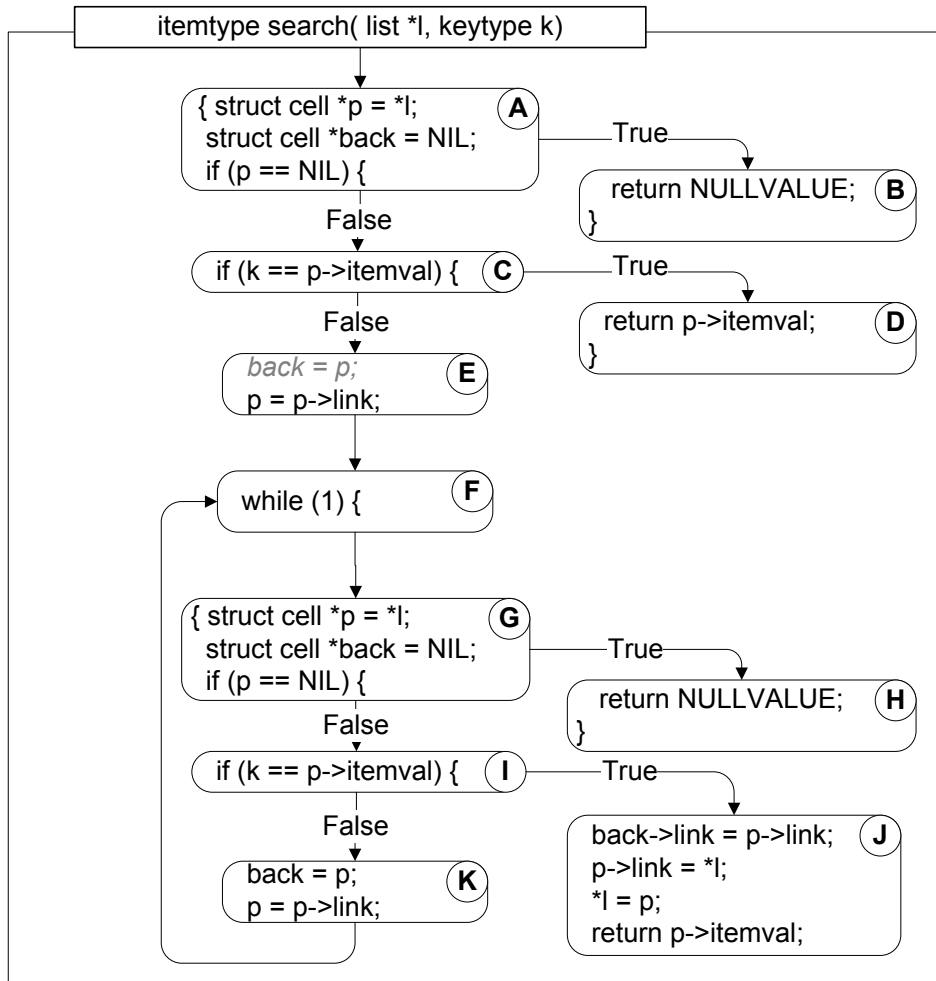 itemtype search( list *l, keytype k)
{ struct cell *p = *l;
struct cell *back = NIL;
if (p == NIL) {
A
True
return NULLVALUE;
}
B
False
if (k == p->itemval) {
C
True
return p->itemval;
}
D
False
back = p;
p = p->link;
E
while (1) {
F
{ struct cell *p = *l;
struct cell *back = NIL;
if (p == NIL) {
G
True
return NULLVALUE;
}
H
False
if (k == p->itemval) {
I
True
back->link = p->link;
p->link = *l;
*l = p;
return p->itemval;
J
False
back = p;
p = p->link;
K